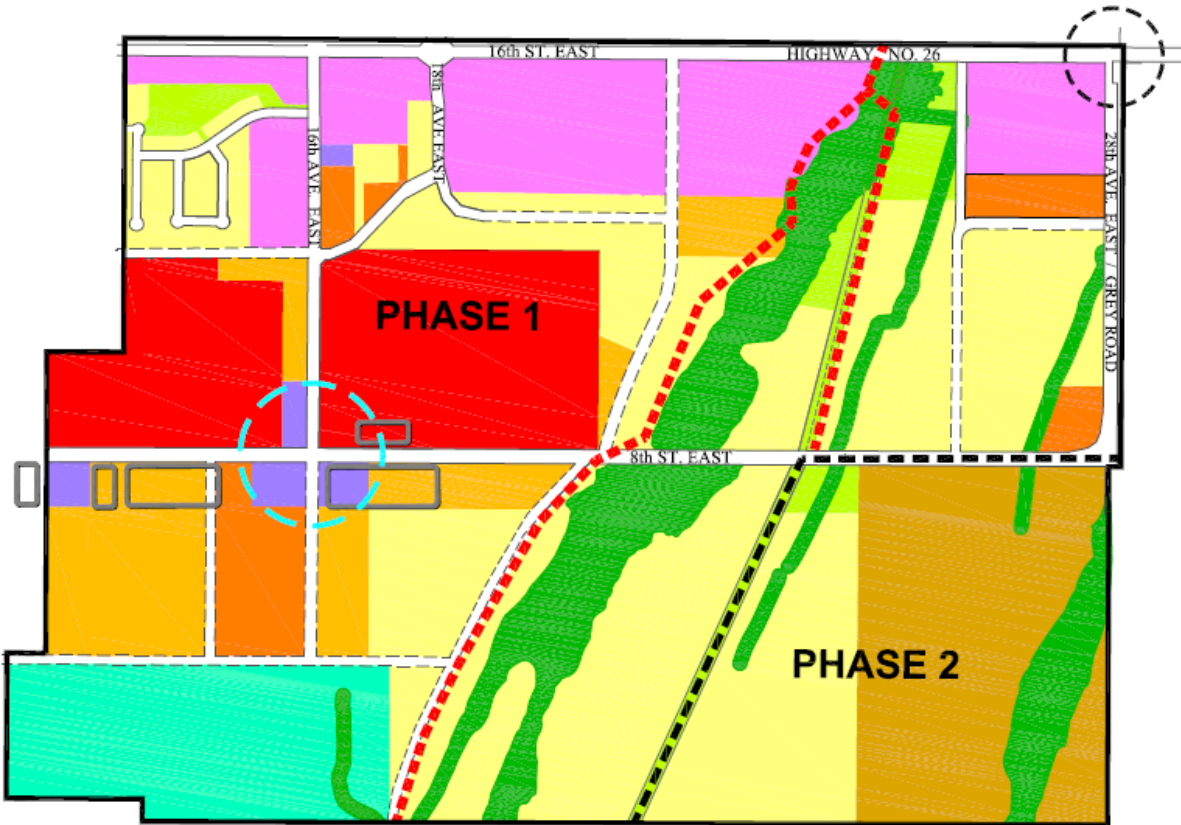 16th ST. EAST
HIGHWAY NO. 26
18th AVE EAST
16th AVE. EAST
28th AVE. EAST GREY ROAD
PHASE 1
8th ST. EAST
PHASE 2